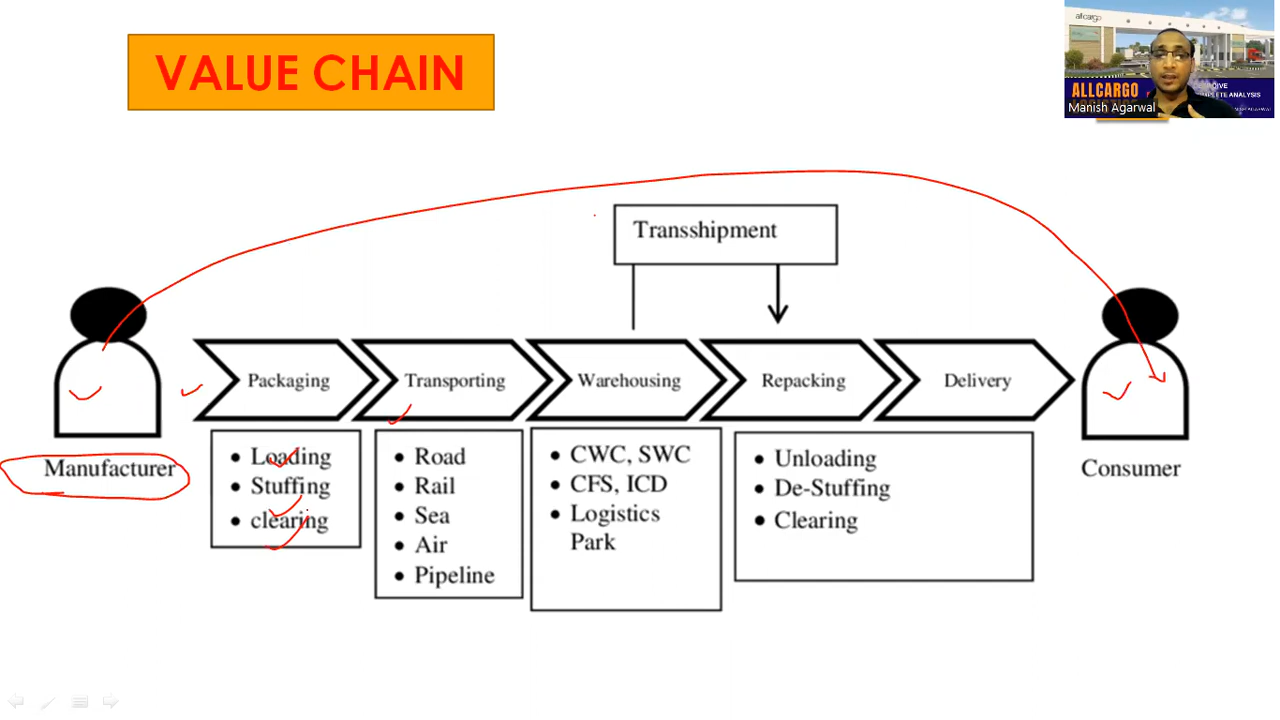 VALUE CHAIN
allcargo
ALLCARGO
Manish Agarwal
Transshipment
Packaging
Transporting
Warehousing
Repacking
Delivery
Manufacturer
• Loading
• Stuffing
• clearing
• Road
• Rail
• Sea
• Air
• Pipeline
• CWC, SWC
• CFS, ICD
• Logistics
Park
• Unloading
• De-Stuffing
• Clearing
Consumer